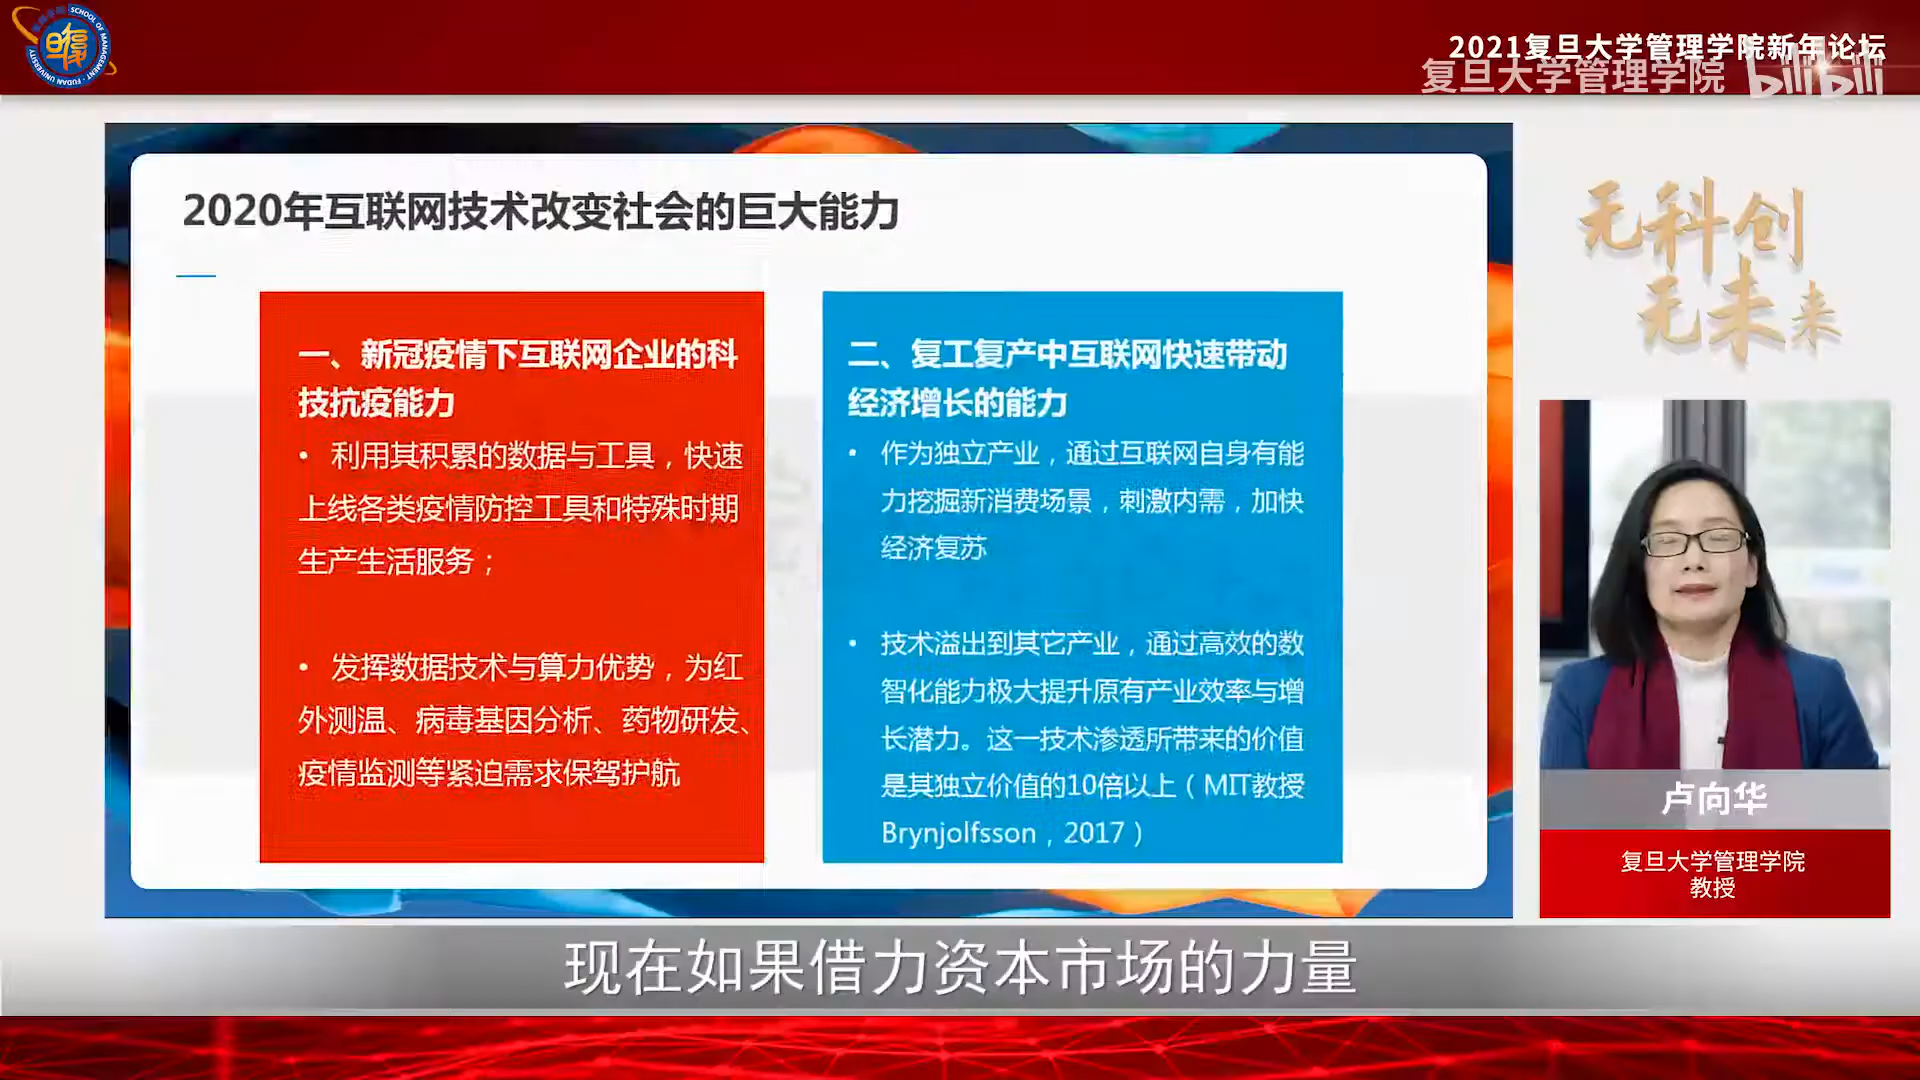 SCHOOL OF MANAGEMENT · FUDAN UNIVERSITY
2021复旦大学管理学院新年论坛
复旦大学管理学院 bilibili
2020年互联网技术改变社会的巨大能力
一、新冠疫情下互联网企业的科
技抗疫能力
• 利用其积累的数据与工具，快速
上线各类疫情防控工具和特殊时期
生产生活服务；
• 发挥数据技术与算力优势，为红
外测温、病毒基因分析、药物研发、
疫情监测等紧迫需求保驾护航
二、复工复产中互联网快速带动
经济增长的能力
• 作为独立产业，通过互联网自身有能
力挖掘新消费场景，刺激内需，加快
经济复苏
• 技术溢出到其它产业，通过高效的数
智化能力极大提升原有产业效率与增
长潜力。这一技术渗透所带来的价值
是其独立价值的10倍以上（MIT教授
Brynjolfsson，2017）
无科创
无未来
卢向华
复旦大学管理学院
教授
现在如果借力资本市场的力量